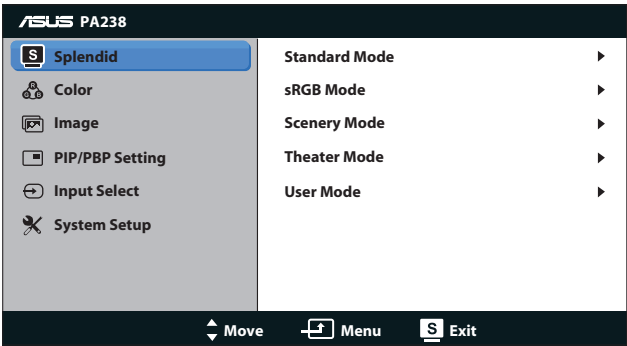 ASUS PA238
S Splendid
Color
Image
PIP/PBP Setting
Input Select
System Setup
Standard Mode
sRGB Mode
Scenery Mode
Theater Mode
User Mode
Move Menu S Exit